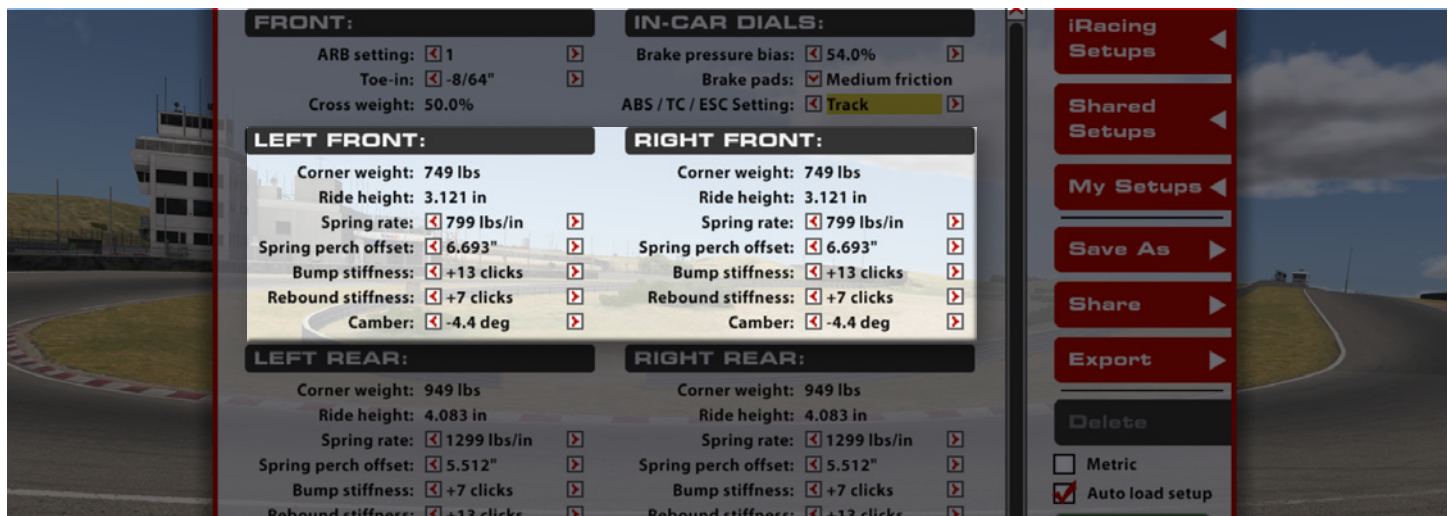 FRONT:
ARB setting: 1
Toe-in: -8/64"
Cross weight: 50.0%
IN-CAR DIALS:
Brake pressure bias: 54.0%
Brake pads: Medium friction
ABS / TC / ESC Setting: Track
LEFT FRONT:
Corner weight: 749 lbs
Ride height: 3.121 in
Spring rate: 799 lbs/in
Spring perch offset: 6.693"
Bump stiffness: +13 clicks
Rebound stiffness: +7 clicks
Camber: -4.4 deg
RIGHT FRONT:
Corner weight: 749 lbs
Ride height: 3.121 in
Spring rate: 799 lbs/in
Spring perch offset: 6.693"
Bump stiffness: +13 clicks
Rebound stiffness: +7 clicks
Camber: -4.4 deg
LEFT REAR:
Corner weight: 949 lbs
Ride height: 4.083 in
Spring rate: 1299 lbs/in
Spring perch offset: 5.512"
Bump stiffness: +7 clicks
Rebound stiffness: +13 clicks
RIGHT REAR:
Corner weight: 949 lbs
Ride height: 4.083 in
Spring rate: 1299 lbs/in
Spring perch offset: 5.512"
Bump stiffness: +7 clicks
Rebound stiffness: +13 clicks
iRacing
Setups
Shared
Setups
My Setups
Save As
Share
Export
Delete
Metric
Auto load setup